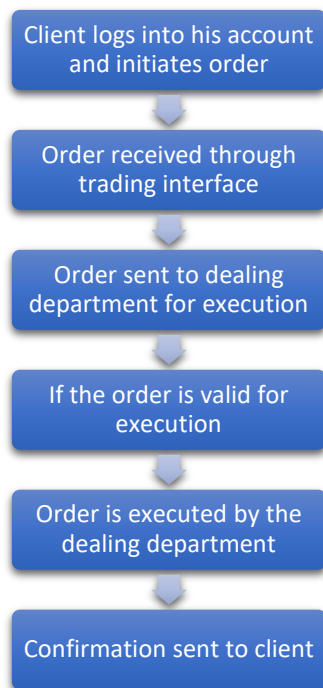 Client logs into his account
and initiates order
Order received through
trading interface
Order sent to dealing
department for execution
If the order is valid for
execution
Order is executed by the
dealing department
Confirmation sent to client